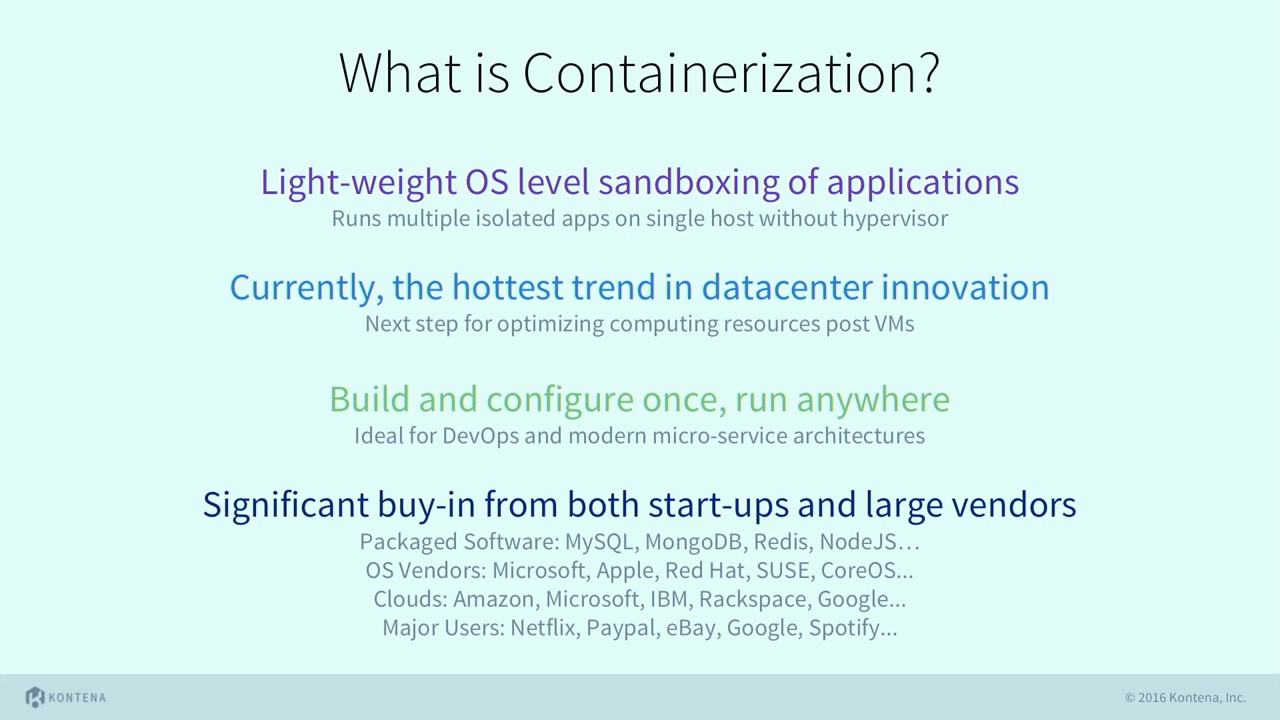 What is Containerization?
Light-weight OS level sandboxing of applications
Runs multiple isolated apps on single host without hypervisor
Currently, the hottest trend in datacenter innovation
Next step for optimizing computing resources post VMs
Build and configure once, run anywhere
Ideal for DevOps and modern micro-service architectures
Significant buy-in from both start-ups and large vendors
Packaged Software: MySQL, MongoDB, Redis, NodeJS…
OS Vendors: Microsoft, Apple, Red Hat, SUSE, CoreOS...
Clouds: Amazon, Microsoft, IBM, Rackspace, Google...
Major Users: Netflix, Paypal, eBay, Google, Spotify...
KONTENA
© 2016 Kontena, Inc.